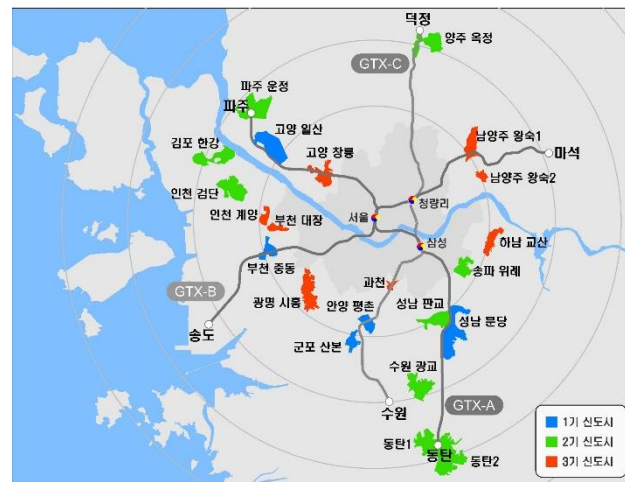 덕정
양주 옥정
GTX-C
파주 운정
파주
고양 일산
김포 한강
고양 창릉
남양주 왕숙1
마석
남양주 왕숙2
인천 검단
인천 계양
부천 대장
서울
청량리
삼성
하남 교산
부천 중동
송파 위례
과천
GTX-B
광명 시흥
안양 평촌
성남 판교
송도
성남 분당
군포 산본
수원 광교
수원
GTX-A
동탄1
동탄
동탄2
1기 신도시
2기 신도시
3기 신도시